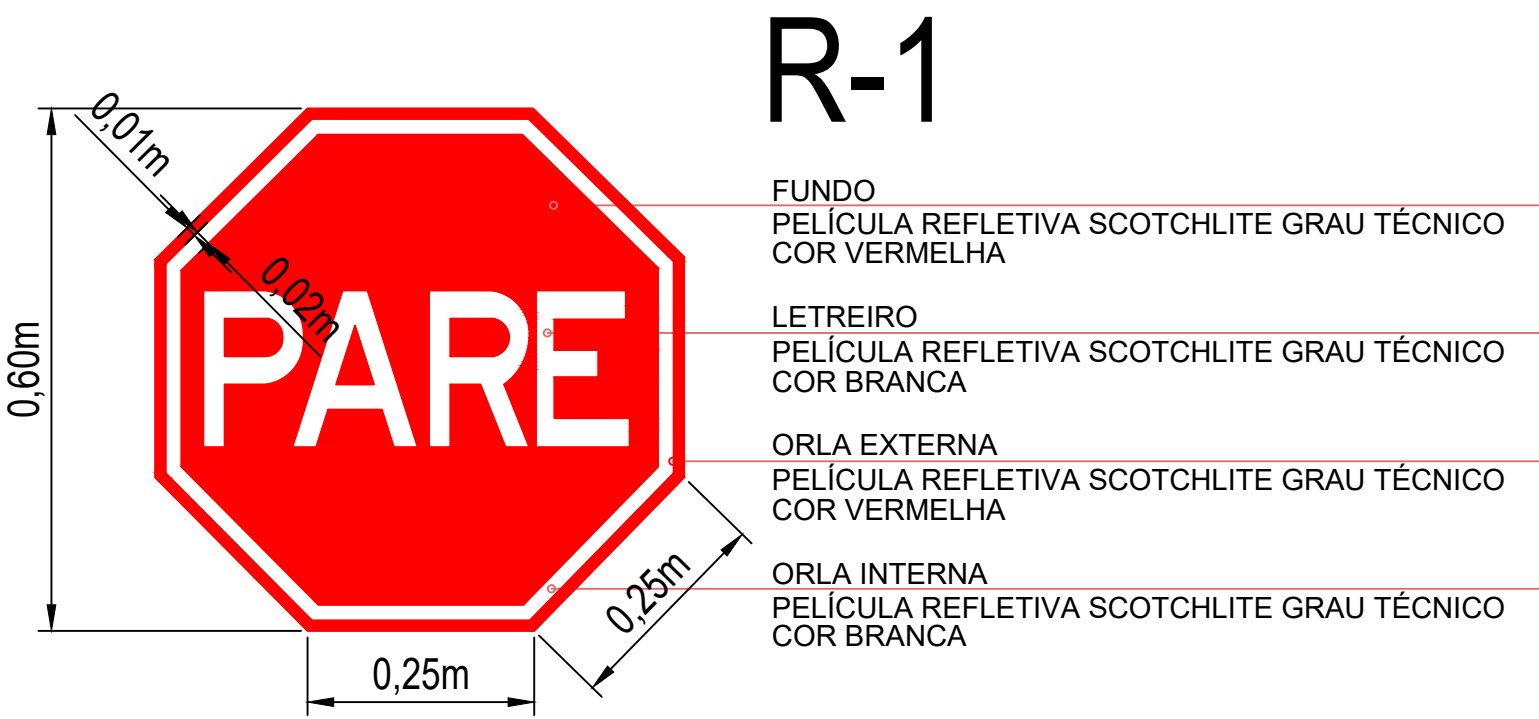 R-1
0,01m
0,02m
0,60m
PARE
0,25m
0,25m
FUNDO
PELÍCULA REFLETIVA SCOTCHLITE GRAU TÉCNICO
COR VERMELHA
LETREIRO
PELÍCULA REFLETIVA SCOTCHLITE GRAU TÉCNICO
COR BRANCA
ORLA EXTERNA
PELÍCULA REFLETIVA SCOTCHLITE GRAU TÉCNICO
COR VERMELHA
ORLA INTERNA
PELÍCULA REFLETIVA SCOTCHLITE GRAU TÉCNICO
COR BRANCA